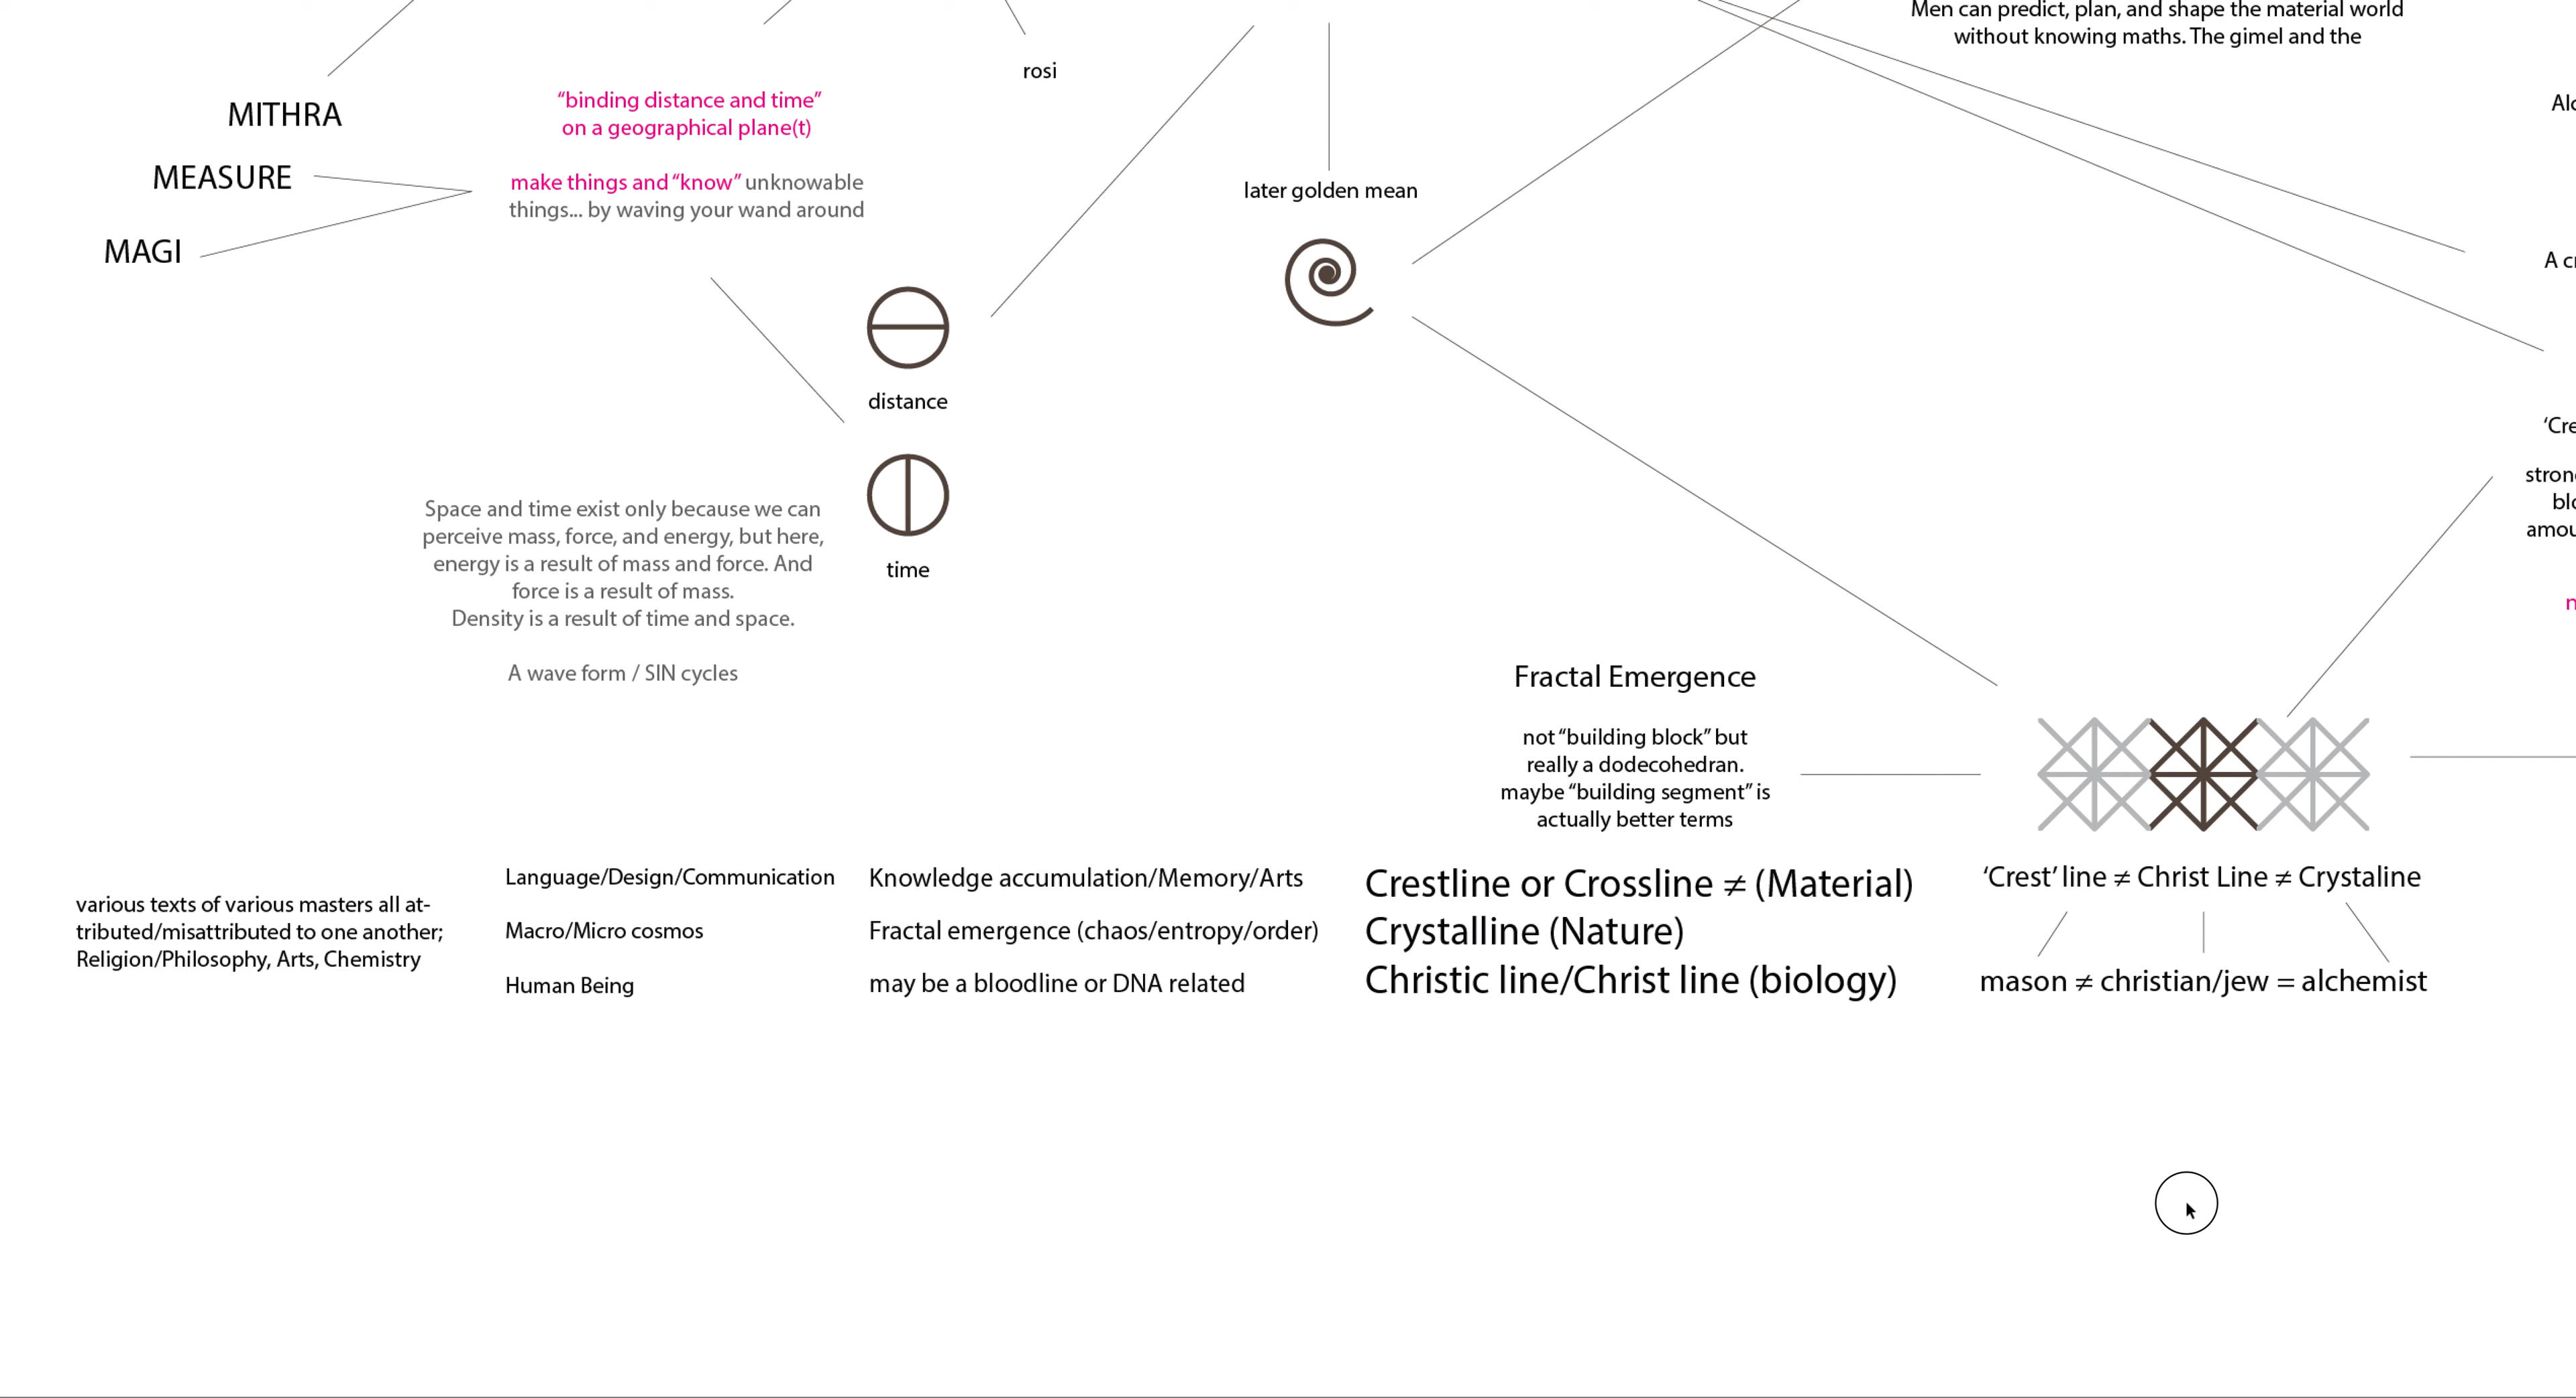 Men can predict, plan, and shape the material world
without knowing maths. The gimel and the
rosi
MITHRA
MEASURE
MAGI
“binding distance and time”
on a geographical plane(t)
make things and “know” unknowable
things... by waving your wand around
later golden mean
distance
time
Space and time exist only because we can
perceive mass, force, and energy, but here,
energy is a result of mass and force. And
force is a result of mass.
Density is a result of time and space.
A wave form / SIN cycles
Fractal Emergence
not “building block” but
really a dodecohedran.
maybe “building segment” is
actually better terms
various texts of various masters all at-
tributed/misattributed to one another;
Religion/Philosophy, Arts, Chemistry
Language/Design/Communication
Macro/Micro cosmos
Human Being
Knowledge accumulation/Memory/Arts
Fractal emergence (chaos/entropy/order)
may be a bloodline or DNA related
Crestline or Crossline ≠ (Material)
Crystalline (Nature)
Christic line/Christ line (biology)
‘Crest’ line ≠ Christ Line ≠ Crystaline
mason ≠ christian/jew = alchemist
A